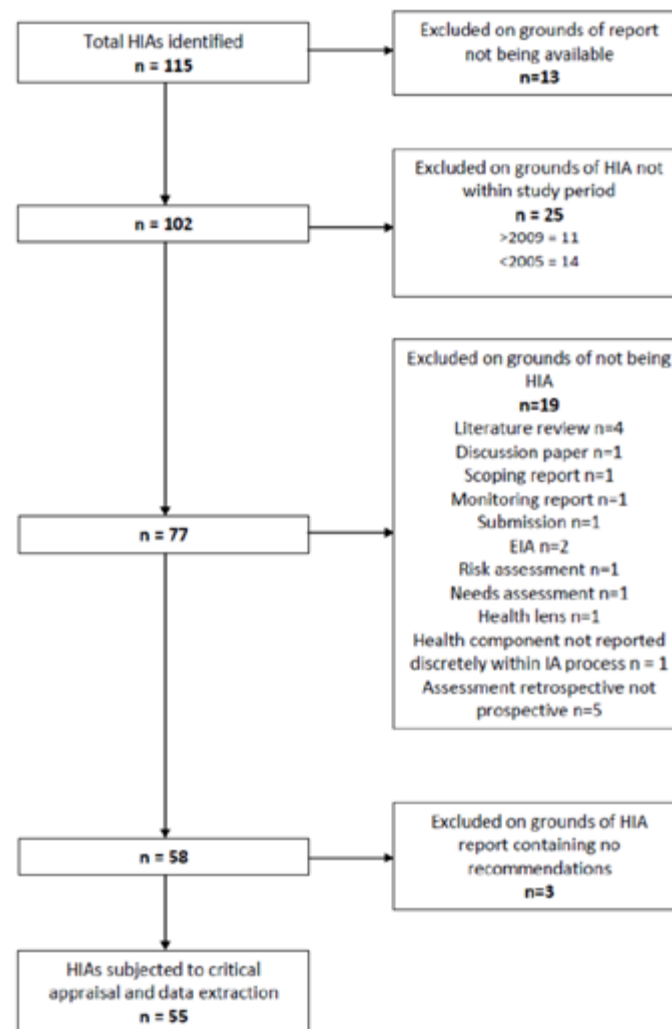 Total HIAs identified
n = 115
Excluded on grounds of report
not being available
n=13
n = 102
Excluded on grounds of HIA not
within study period
n = 25
>2009 = 11
<2005 = 14
n = 77
Excluded on grounds of not being
HIA
n=19
Literature review n=4
Discussion paper n=1
Scoping report n=1
Monitoring report n=1
Submission n=1
EIA n=2
Risk assessment n=1
Needs assessment n=1
Health lens n=1
Health component not reported
discretely within IA process n = 1
Assessment retrospective not
prospective n=5
n = 58
Excluded on grounds of HIA
report containing no
recommendations
n=3
HIAs subjected to critical
appraisal and data extraction
n = 55